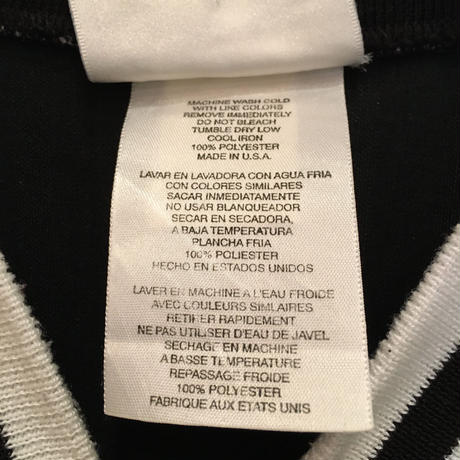 MACHINE WASH COLD
WITH LIKE COLORS
REMOVE IMMEDIATELY
DO NOT BLEACH
TUMBLE DRY LOW
COOL IRON
100% POLYESTER
MADE IN U.S.A.
LAVAR EN LAVADORA CON AGUA FRIA
CON COLORES SIMILARES
SACAR INMEDIATAMENTE
NO USAR BLANQUEADOR
SECAR EN SECADORA,
A BAJA TEMPERATURA
PLANCHA FRIA
100% POLIESTER
HECHO EN ESTADOS UNIDOS
LAVER EN MACHINE A L'EAU FROIDE
AVEC COULEURS SIMILAIRES
RETIRER RAPIDEMENT
NE PAS UTILISER D'EAU DE JAVEL
SECHAGE EN MACHINE
A BASSE TEMPERATURE
REPASSAGE FROIDE
100% POLYESTER
FABRIQUE AUX ETATS UNIS